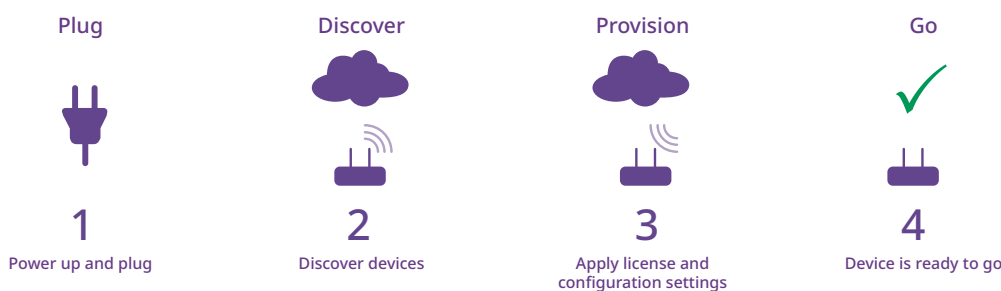 Plug
Discover
Provision
Go
1
2
3
4
Power up and plug
Discover devices
Apply license and
configuration settings
Device is ready to go